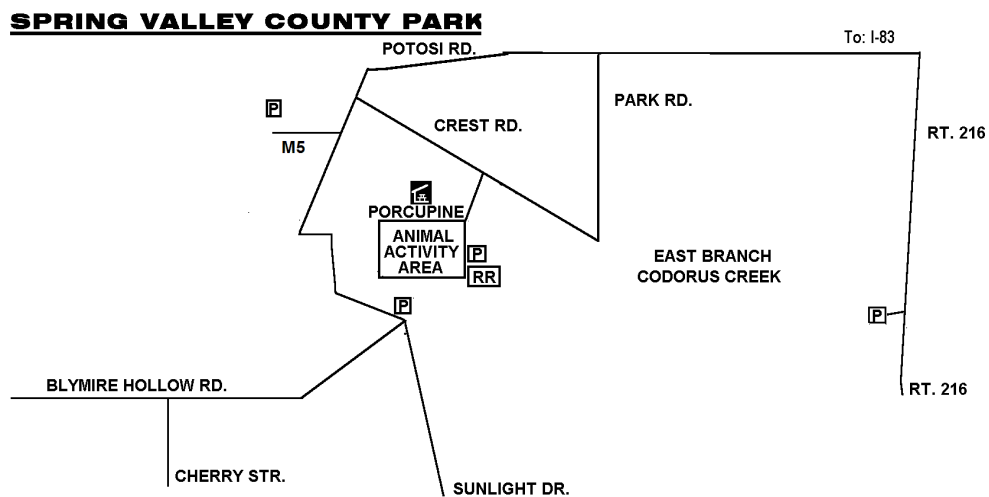 SPRING VALLEY COUNTY PARK
To: I-83
POTOSI RD.
PARK RD.
P
CREST RD.
RT. 216
M5
PORCUPINE
ANIMAL
ACTIVITY
AREA
P
RR
EAST BRANCH
CODORUS CREEK
P
P
BLYMIRE HOLLOW RD.
RT. 216
CHERRY STR.
SUNLIGHT DR.